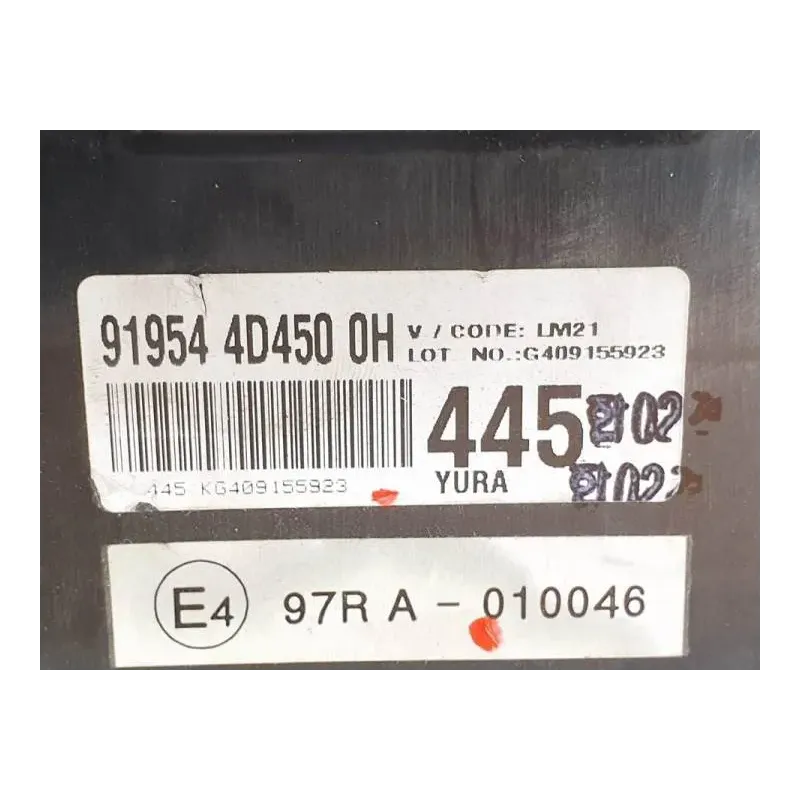 91954 4D450 0H
V / CODE: LM21
LOT NO.:G409155923
445
YURA
445 KG409155923
E4 97R A - 010046